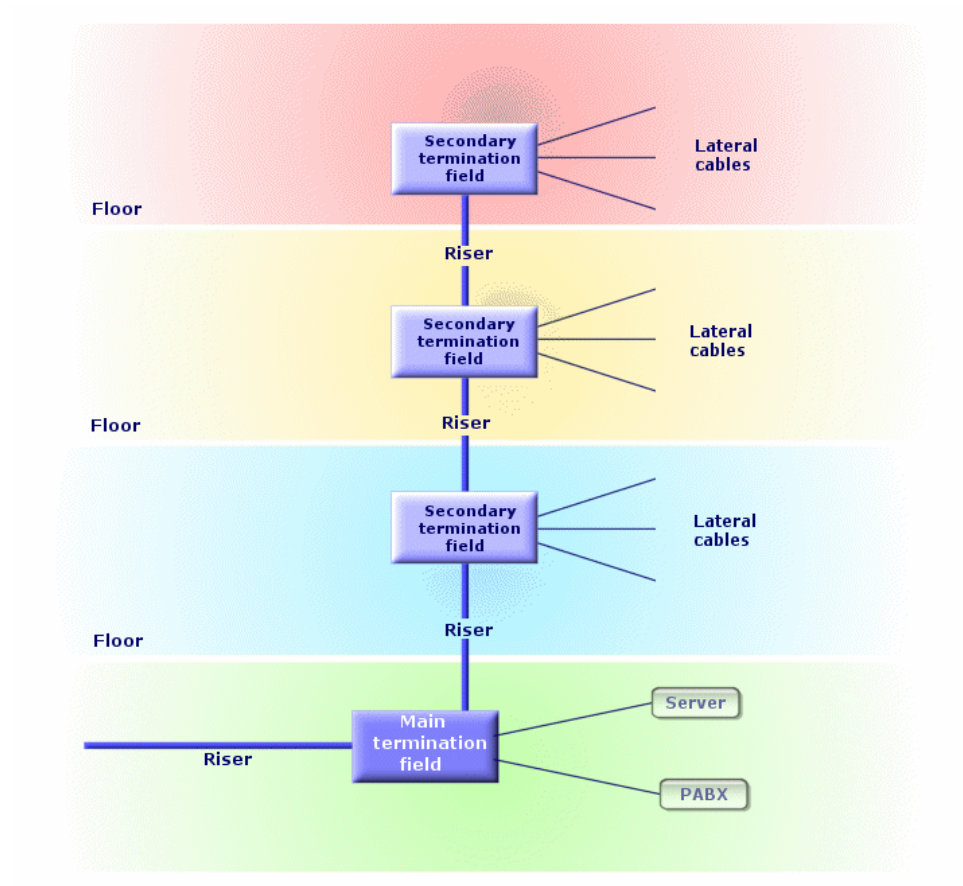 Secondary
termination
field
Lateral
cables
Floor
Riser
Secondary
termination
field
Lateral
cables
Riser
Floor
Secondary
termination
field
Lateral
cables
Riser
Floor
Main
termination
field
Server
Riser
PABX